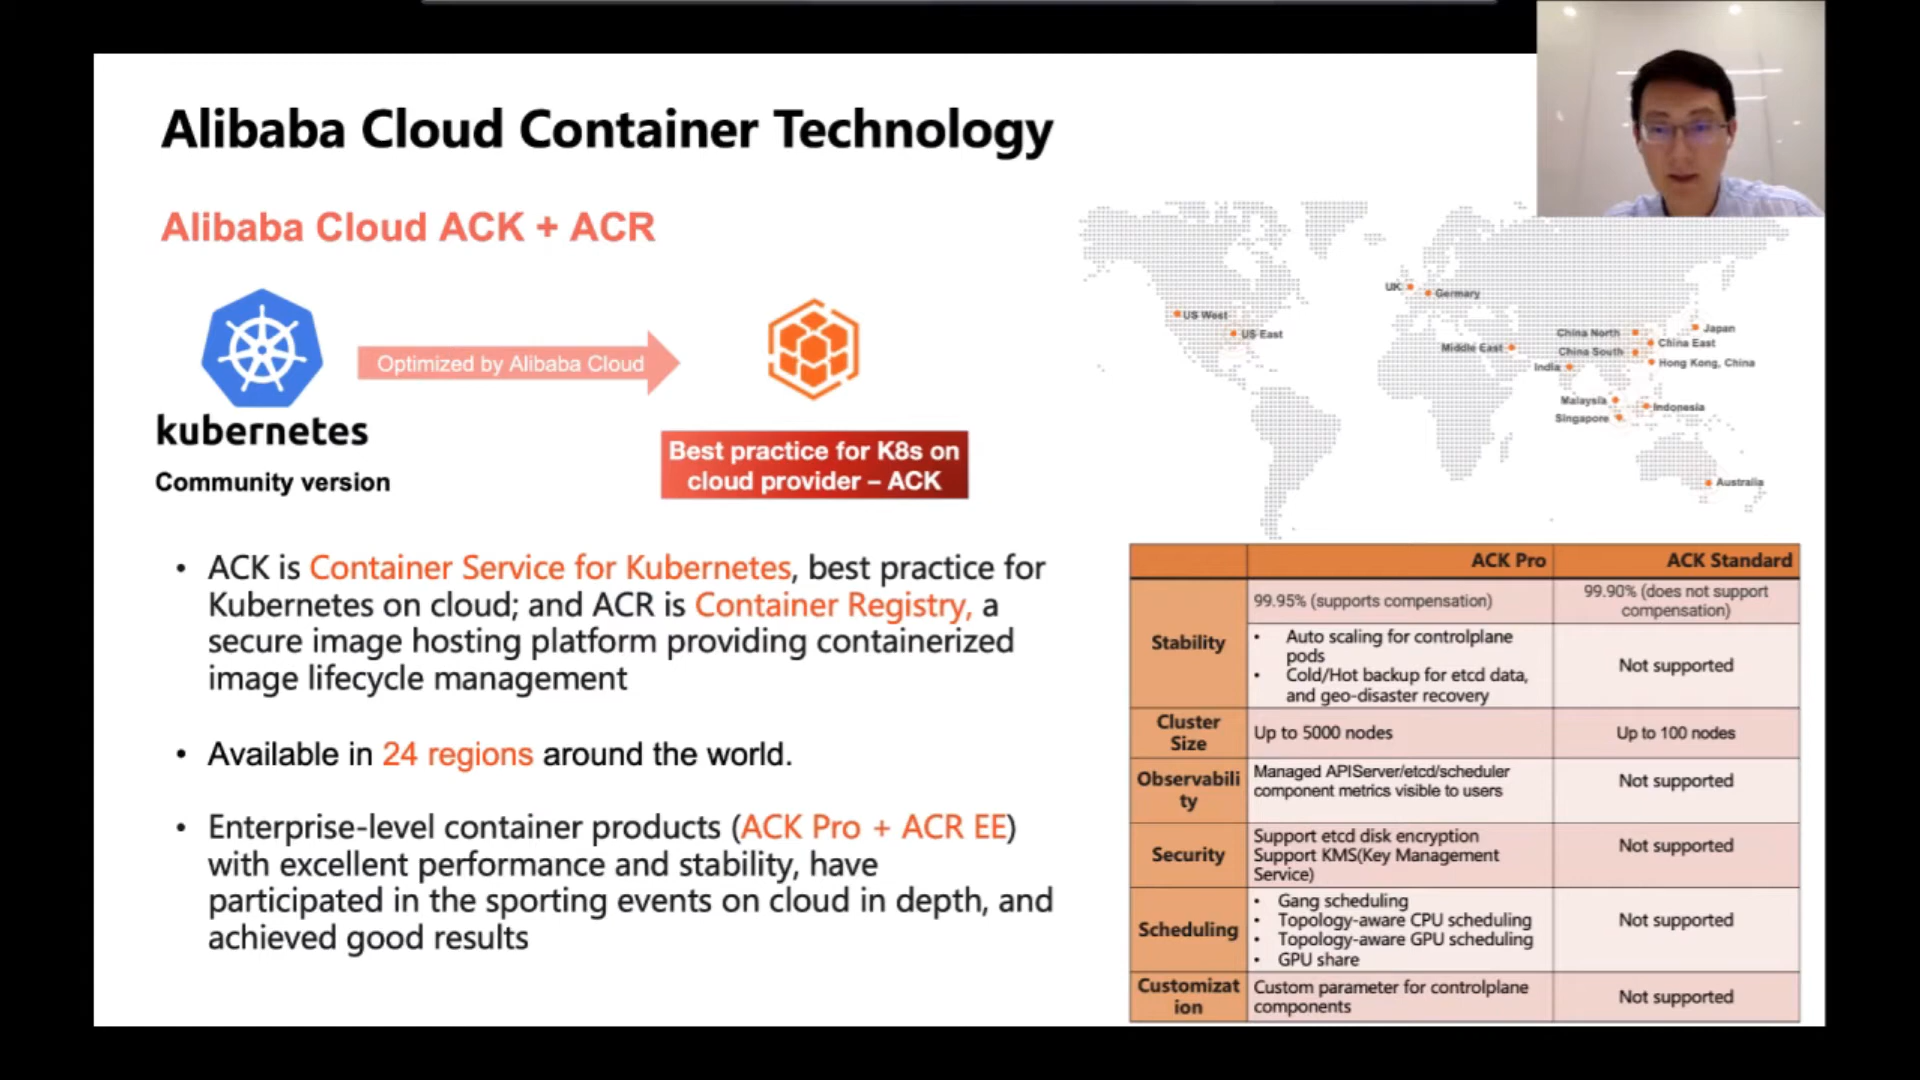 Alibaba Cloud Container Technology
Alibaba Cloud ACK + ACR
Optimized by Alibaba Cloud
kubernetes
Community version
Best practice for K8s on
cloud provider – ACK
• ACK is Container Service for Kubernetes, best practice for
Kubernetes on cloud; and ACR is Container Registry, a
secure image hosting platform providing containerized
image lifecycle management
• Available in 24 regions around the world.
• Enterprise-level container products (ACK Pro + ACR EE)
with excellent performance and stability, have
participated in the sporting events on cloud in depth, and
achieved good results
UK
Germany
US West
US East
Middle East
China North
Japan
China East
China South
Hong Kong, China
India
Malaysia
Indonesia
Singapore
Australia
ACK Pro
ACK Standard
Stability
99.95% (supports compensation)
99.90% (does not support
compensation)
• Auto scaling for controlplane
pods
• Cold/Hot backup for etcd data,
and geo-disaster recovery
Not supported
Cluster
Size
Up to 5000 nodes
Up to 100 nodes
Observabili
ty
Managed APIServer/etcd/scheduler
component metrics visible to users
Not supported
Security
Support etcd disk encryption
Support KMS(Key Management
Service)
Not supported
Scheduling
• Gang scheduling
• Topology-aware CPU scheduling
• Topology-aware GPU scheduling
• GPU share
Not supported
Customizat
ion
Custom parameter for controlplane
components
Not supported